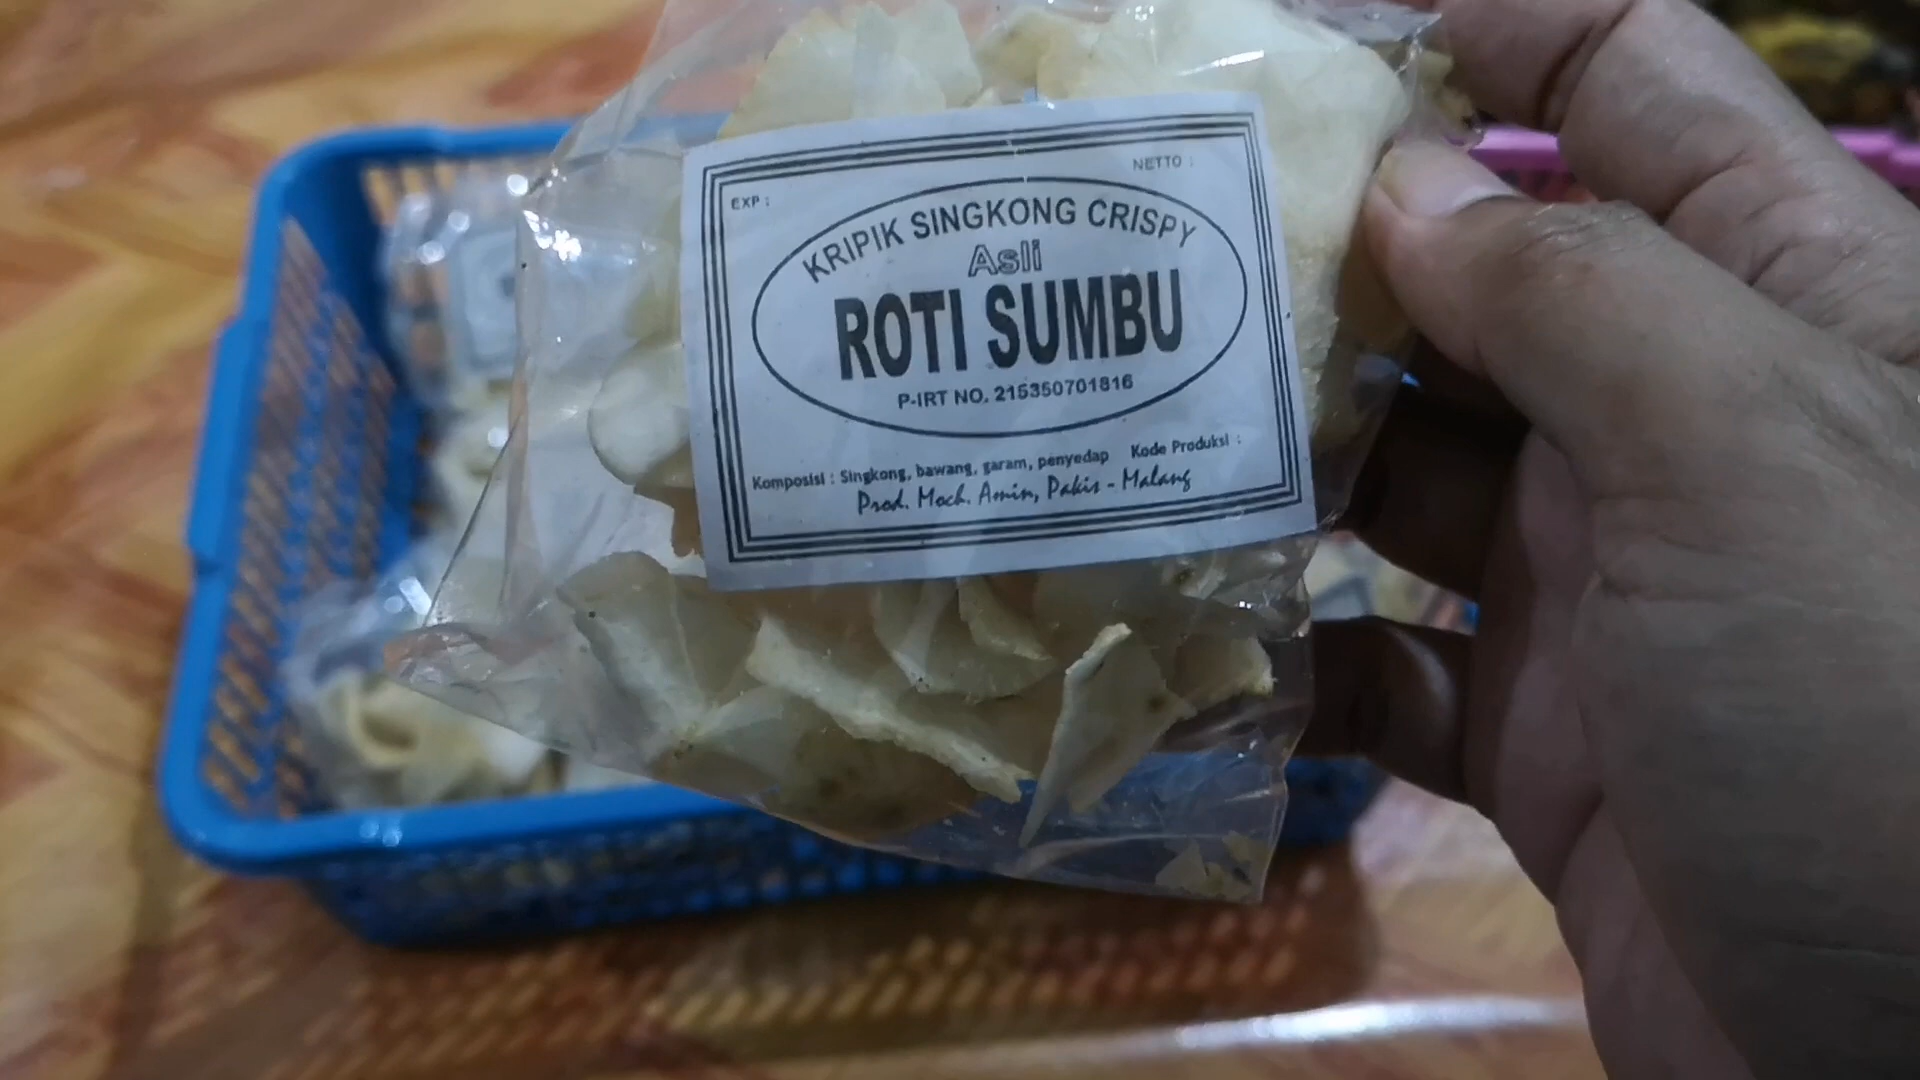 NETTO :
EXP :
KRIPIK SINGKONG CRISPY
Asli
ROTI SUMBU
P-IRT NO. 215350701816
Komposisi : Singkong, bawang, garam, penyedap Kode Produksi :
Prod. Moch. Amin, Pakis - Malang